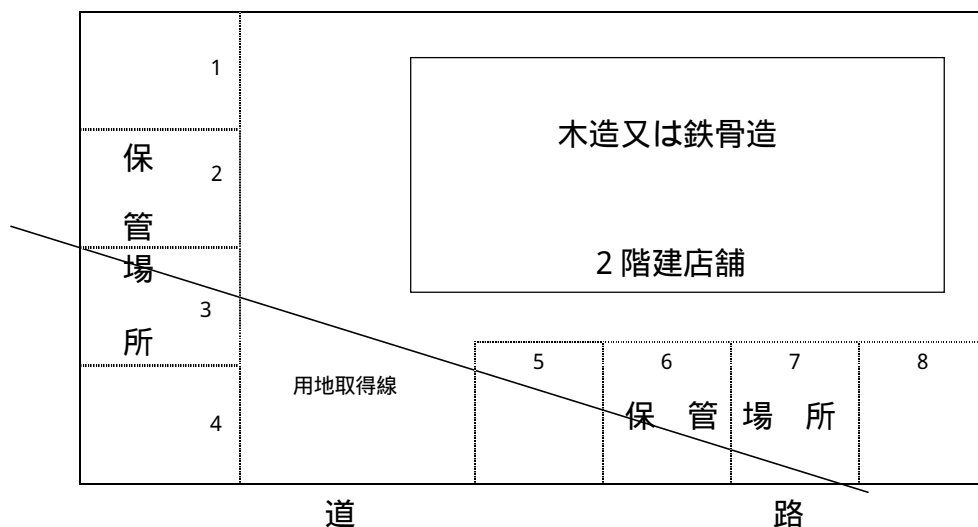 1
保
2
管
場
3
所
4
木造又は鉄骨造
2階建店舗
用地取得線
5 6 7 8
保 管 場 所
道 路